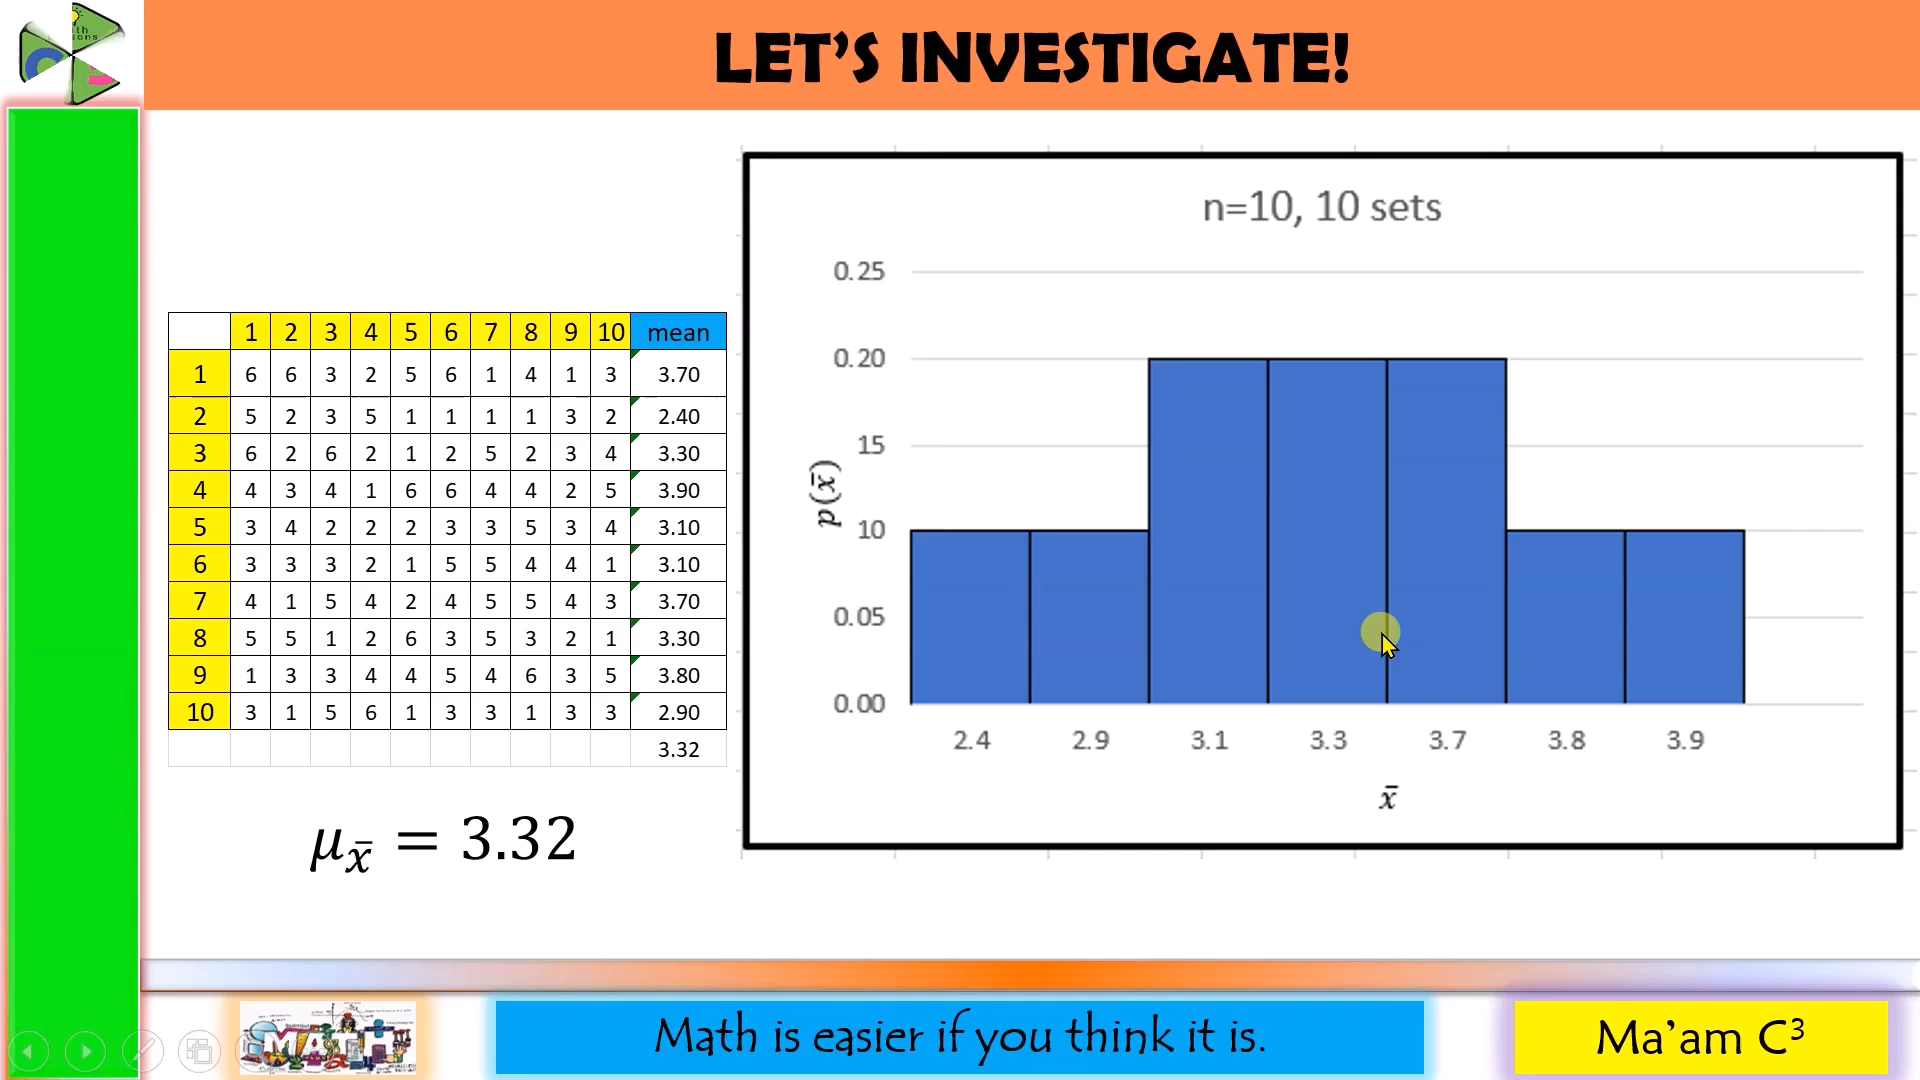 th
sons
LET'S INVESTIGATE!
1 2 3 4 5 6 7 8 9 10 mean
1 6 6 3 2 5 6 1 4 1 3 3.70
2 5 2 3 5 1 1 1 1 3 2 2.40
3 6 2 6 2 1 2 5 2 3 4 3.30
4 4 3 4 1 6 6 4 4 2 5 3.90
5 3 4 2 2 2 3 3 5 3 4 3.10
6 3 3 3 2 1 5 5 4 4 1 3.10
7 4 1 5 4 2 4 5 5 4 3 3.70
8 5 5 1 2 6 3 5 3 2 1 3.30
9 1 3 3 4 4 5 4 6 3 5 3.80
10 3 1 5 6 1 3 3 1 3 3 2.90
3.32
μx̄ = 3.32
n=10, 10 sets
0.25
0.20
15
10
0.05
0.00
p(x̄)
2.4 2.9 3.1 3.3 3.7 3.8 3.9
x̄
MATH
Math is easier if you think it is.
Ma'am C³